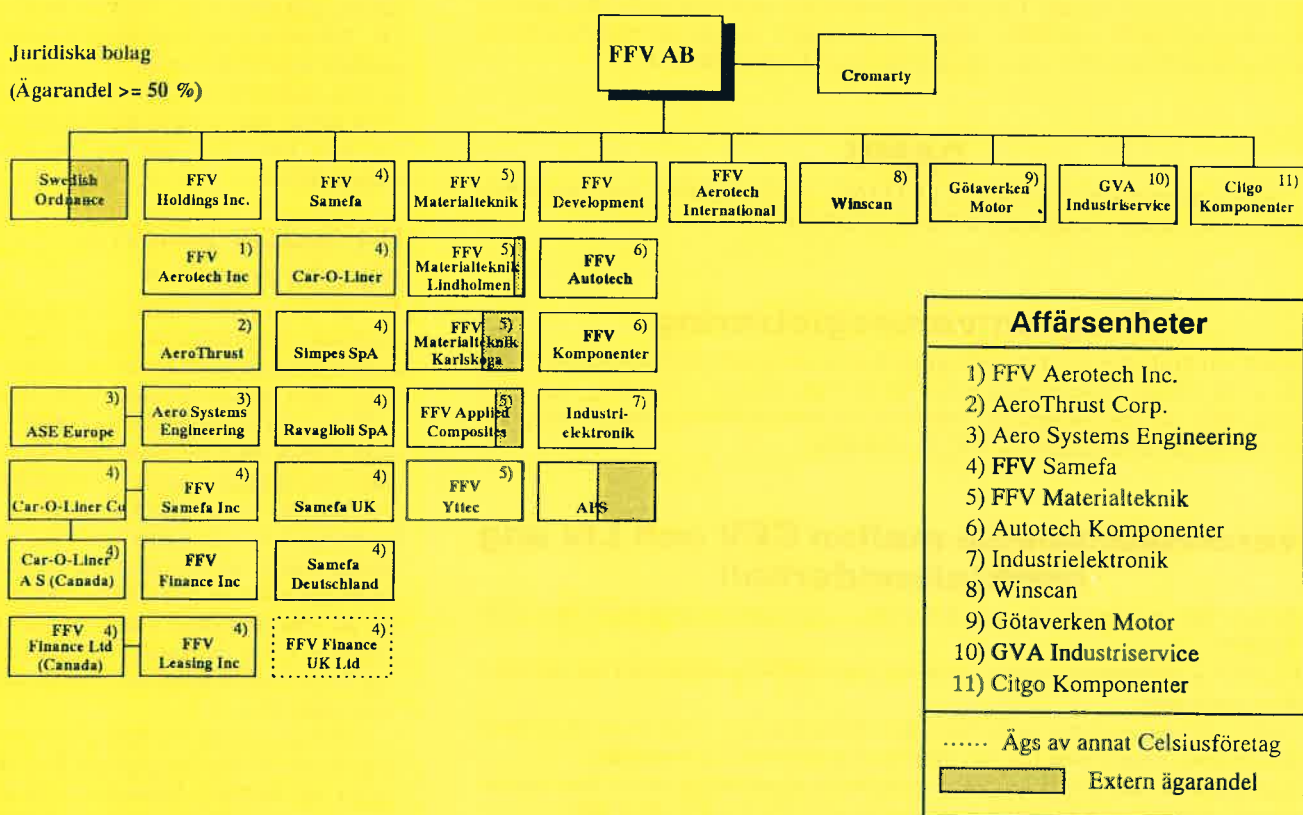 Juridiska bolag
(Ägarandel >= 50 %)
FFV AB
Cromarty
Swedish
Ordnance
FFV
Holdings Inc.
FFV 4)
Samefa
FFV 5)
Materialteknik
FFV
Development
FFV
Aerotech
International
8)
Winscan
9)
Götaverken
Motor
GVA 10)
Industriservice
Citgo 11)
Komponenter
FFV 1)
Aerotech Inc
4)
Car-O-Liner
FFV 5)
Materialteknik
Lindholmen
FFV 6)
Autotech
2)
AeroThrust
4)
Simpes SpA
FFV 5)
Materialteknik
Karlskoga
FFV 6)
Komponenter
3)
ASE Europe
3)
Aero Systems
Engineering
4)
Ravaglioli SpA
5)
FFV Applied
Composites
7)
Industri-
elektronik
4)
Car-O-Liner Co
4)
FFV
Samefa Inc
4)
Samefa UK
5)
FFV
Yttec
APS
Car-O-Liner 4)
A S (Canada)
FFV
Finance Inc
4)
Samefa
Deutschland
FFV 4)
Finance Ltd
(Canada)
4)
FFV
Leasing Inc
4)
FFV Finance
UK Ltd
Affärsenheter
1) FFV Aerotech Inc.
2) AeroThrust Corp.
3) Aero Systems Engineering
4) FFV Samefa
5) FFV Materialteknik
6) Autotech Komponenter
7) Industrielektronik
8) Winscan
9) Götaverken Motor
10) GVA Industriservice
11) Citgo Komponenter
...... Ägs av annat Celsiusföretag
Extern ägarandel